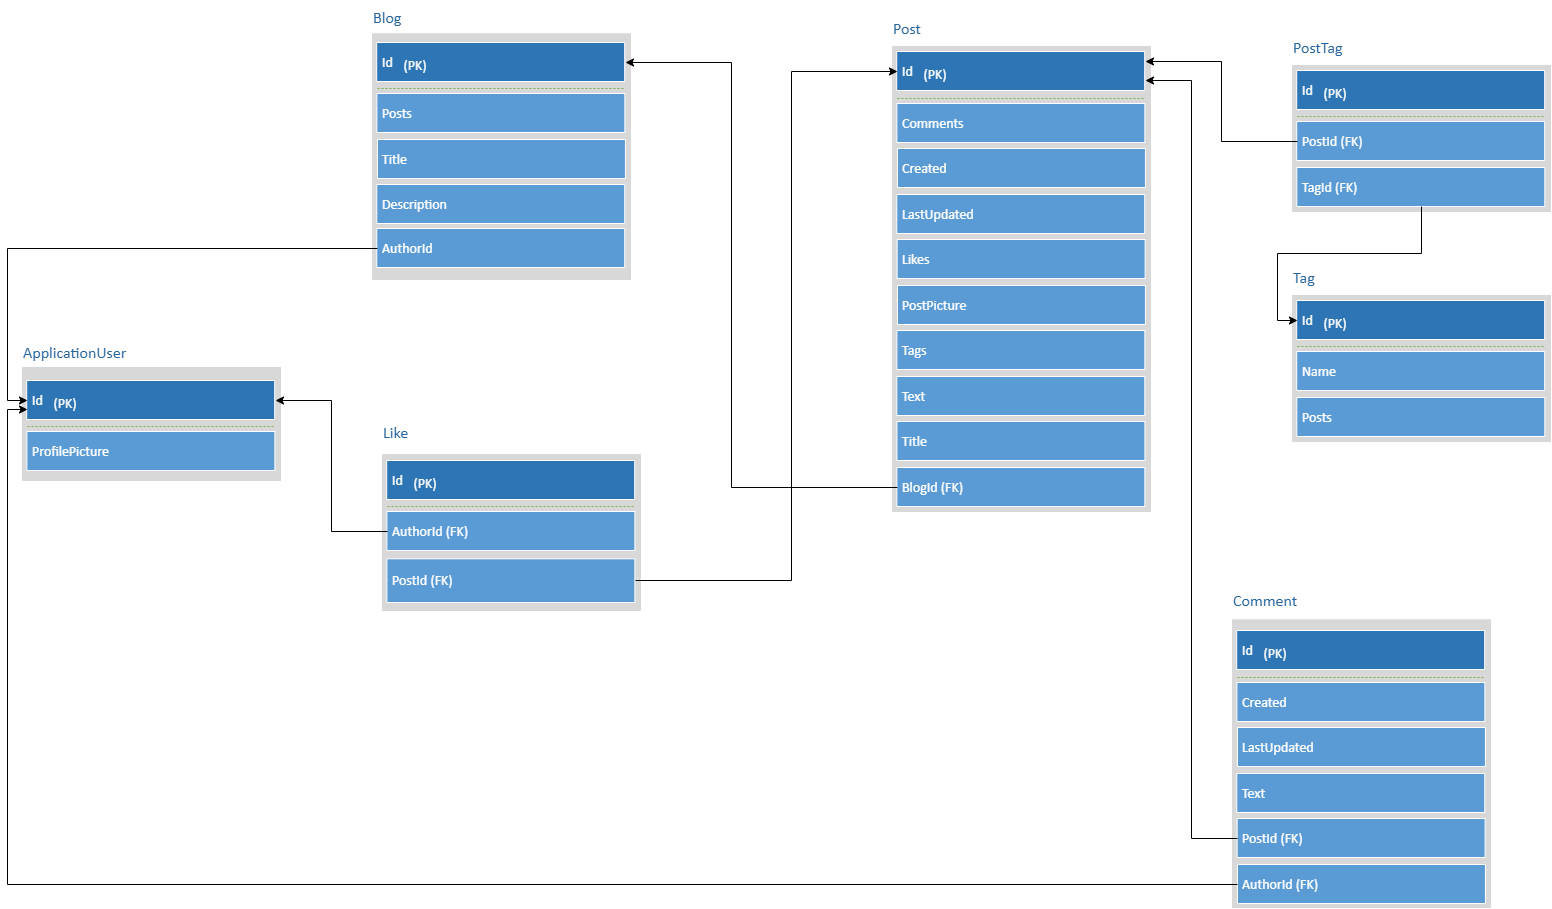 Blog
Id (PK)
Posts
Title
Description
AuthorId
Post
Id (PK)
Comments
Created
LastUpdated
Likes
PostPicture
Tags
Text
Title
BlogId (FK)
PostTag
Id (PK)
PostId (FK)
TagId (FK)
Tag
Id (PK)
Name
Posts
ApplicationUser
Id (PK)
ProfilePicture
Like
Id (PK)
AuthorId (FK)
PostId (FK)
Comment
Id (PK)
Created
LastUpdated
Text
PostId (FK)
AuthorId (FK)